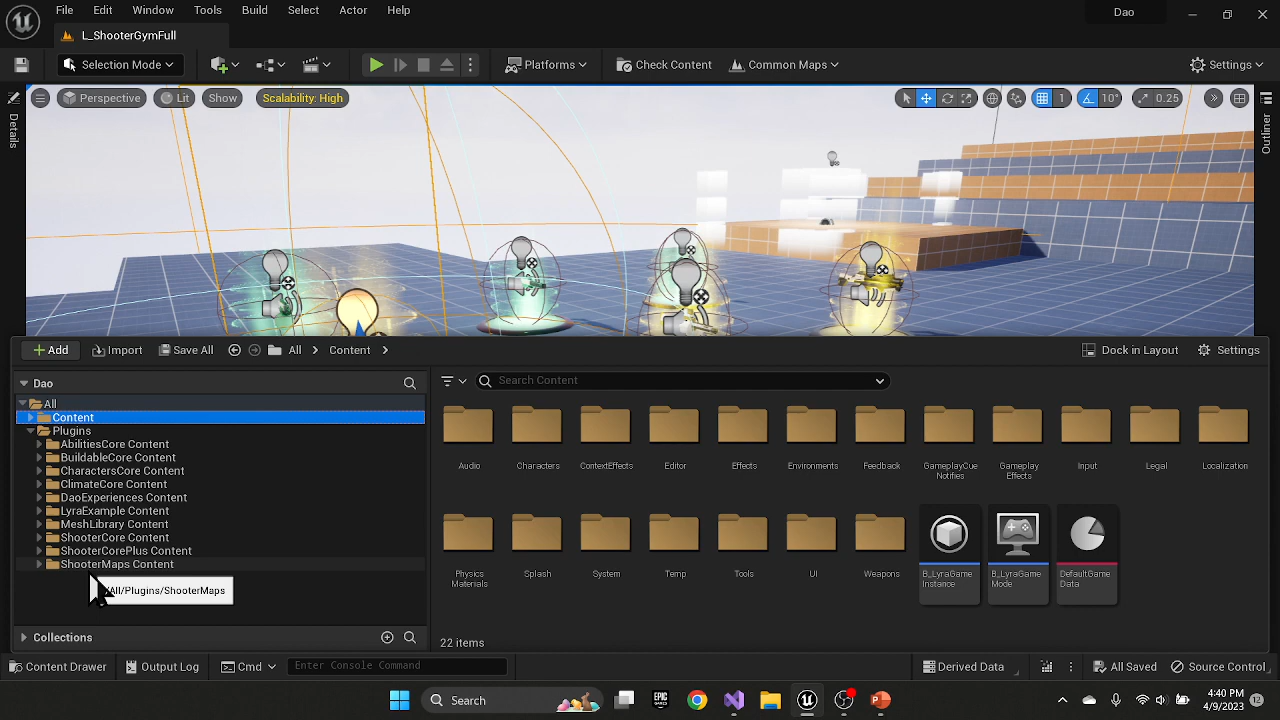 File Edit Window Tools Build Select Actor Help
Dao
L_ShooterGymFull
Selection Mode
Platforms
Check Content
Common Maps
Settings
Perspective
Lit
Show
Scalability: High
1
10°
0.25
Details
Outliner
Add
Import
Save All
All
Content
Dock in Layout
Settings
Dao
All
Content
Plugins
AbilitiesCore Content
BuildableCore Content
CharactersCore Content
ClimateCore Content
DaoExperiences Content
LyraExample Content
MeshLibrary Content
ShooterCore Content
ShooterCorePlus Content
ShooterMaps Content
/All/Plugins/ShooterMaps
Collections
Search Content
Audio
Characters
ContextEffects
Editor
Effects
Environments
Feedback
GameplayCue
Notifies
Gameplay
Effects
Input
Legal
Localization
Physics
Materials
Splash
System
Temp
Tools
UI
Weapons
B_LyraGame
Instance
B_LyraGame
Mode
DefaultGame
Data
22 items
Content Drawer
Output Log
Cmd
Enter Console Command
Derived Data
All Saved
Source Control
Search
EPIC
GAMES
4:40 PM
4/9/2023
12